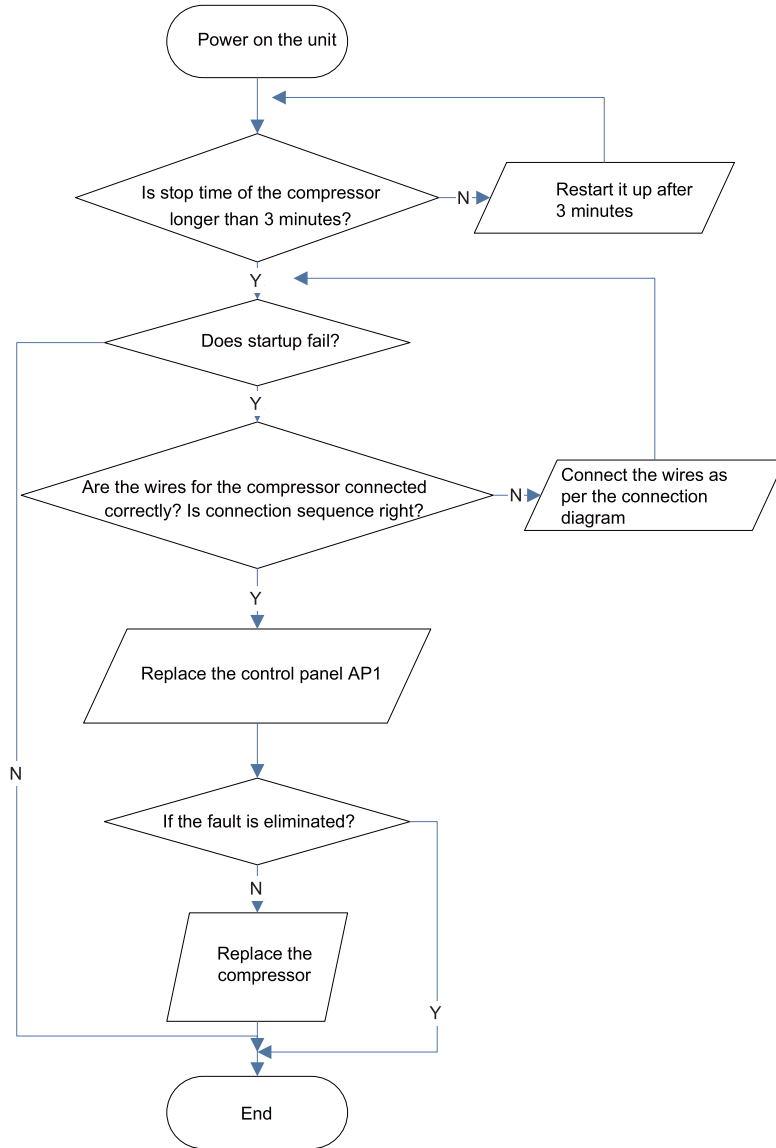 Power on the unit
Is stop time of the compressor
longer than 3 minutes?
N
Restart it up after
3 minutes
Y
Does startup fail?
Y
Are the wires for the compressor connected
correctly? Is connection sequence right?
N
Connect the wires as
per the connection
diagram
Y
Replace the control panel AP1
N
If the fault is eliminated?
N
Replace the
compressor
Y
End